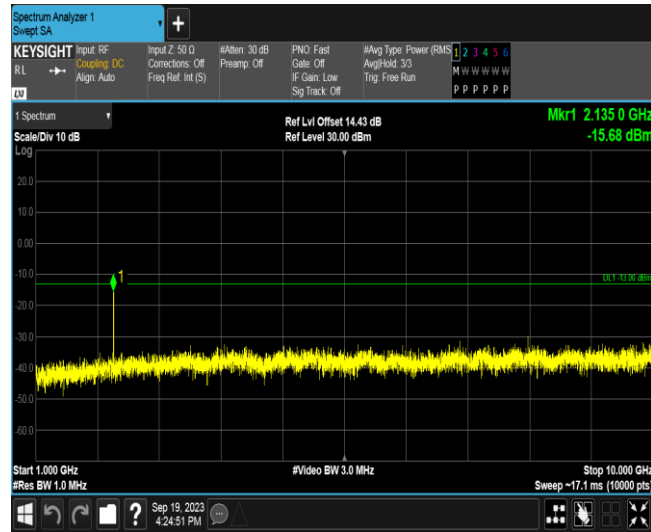 Spectrum Analyzer 1
Swept SA
+
KEYSIGHT
RL
LXI
Input: RF
Coupling: DC
Align: Auto
Input Z: 50 Ω
Corrections: Off
Freq Ref: Int (S)
#Atten: 30 dB
Preamp: Off
PNO: Fast
Gate: Off
IF Gain: Low
Sig Track: Off
#Avg Type: Power (RMS
Avg|Hold: 3/3
Trig: Free Run
1 2 3 4 5 6
M W W W W W
P P P P P P
1 Spectrum
Scale/Div 10 dB
Log
Ref Lvl Offset 14.43 dB
Ref Level 30.00 dBm
Mkr1 2.135 0 GHz
-15.68 dBm
20.0
10.0
0.00
-10.0
1
DL1 -13.00 dBm
-20.0
-30.0
-40.0
-50.0
-60.0
Start 1.000 GHz
#Video BW 3.0 MHz
Stop 10.000 GHz
#Res BW 1.0 MHz
Sweep ~17.1 ms (10000 pts)
?
Sep 19, 2023
4:24:51 PM